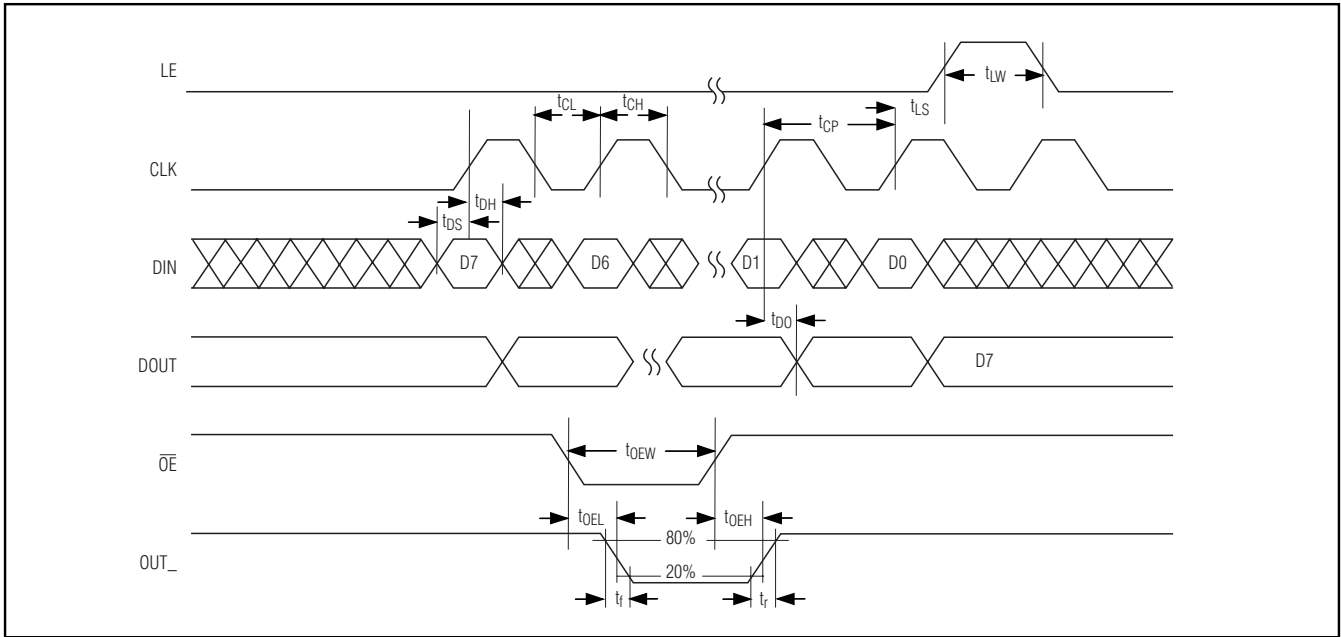 LE
tLW
tCL
tCH
tLS
tCP
CLK
tDH
tDS
DIN
D7
D6
D1
D0
tDO
DOUT
D7
OE
tOEW
tOEL
tOEH
80%
OUT_
20%
tf
tr